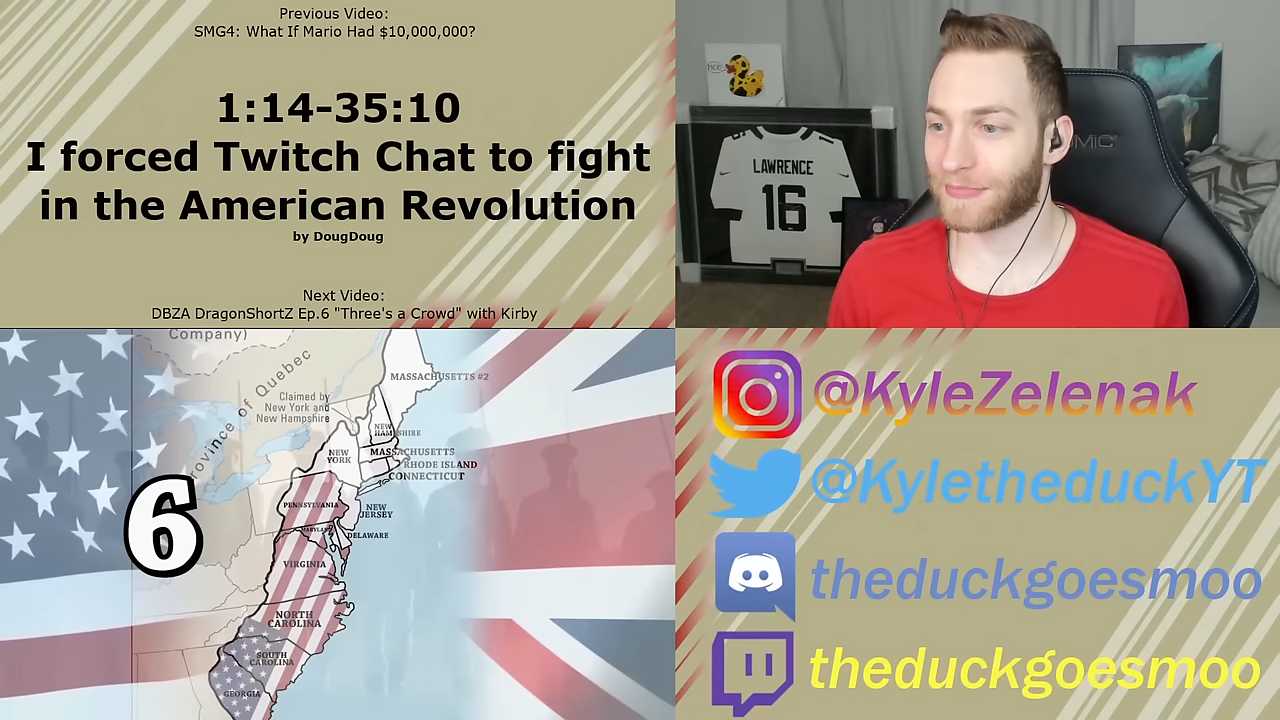 Previous Video:
SMG4: What If Mario Had $10,000,000?
1:14-35:10
I forced Twitch Chat to fight
in the American Revolution
by DougDoug
Next Video:
DBZA DragonShortZ Ep.6 "Three's a Crowd" with Kirby
LAWRENCE
16
Company)
Province of Quebec
Claimed by
New York and
New Hampshire
MASSACHUSETTS #2
NEW
HAMPSHIRE
NEW
YORK
MASSACHUSETTS
RHODE ISLAND
CONNECTICUT
PENNSYLVANIA
NEW
JERSEY
MARYLAND
DELAWARE
VIRGINIA
NORTH
CAROLINA
SOUTH
CAROLINA
GEORGIA
6
@KyleZelenak
@KyletheduckYT
theduckgoesmoo
theduckgoesmoo